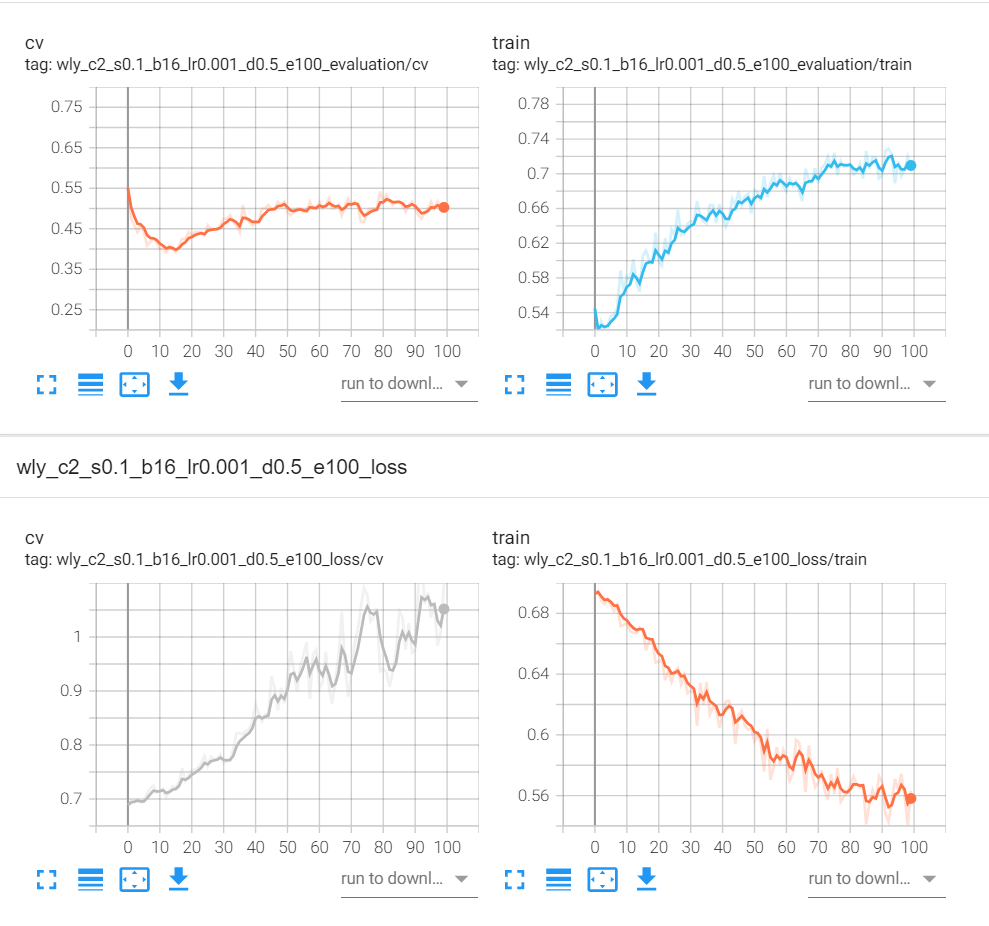 cv
tag: wly_c2_s0.1_b16_lr0.001_d0.5_e100_evaluation/cv
0.75
0.65
0.55
0.45
0.35
0.25
0 10 20 30 40 50 60 70 80 90 100
run to downl...
train
tag: wly_c2_s0.1_b16_lr0.001_d0.5_e100_evaluation/train
0.78
0.74
0.7
0.66
0.62
0.58
0.54
0 10 20 30 40 50 60 70 80 90 100
run to downl...
wly_c2_s0.1_b16_lr0.001_d0.5_e100_loss
cv
tag: wly_c2_s0.1_b16_lr0.001_d0.5_e100_loss/cv
1
0.9
0.8
0.7
0 10 20 30 40 50 60 70 80 90 100
run to downl...
train
tag: wly_c2_s0.1_b16_lr0.001_d0.5_e100_loss/train
0.68
0.64
0.6
0.56
0 10 20 30 40 50 60 70 80 90 100
run to downl...